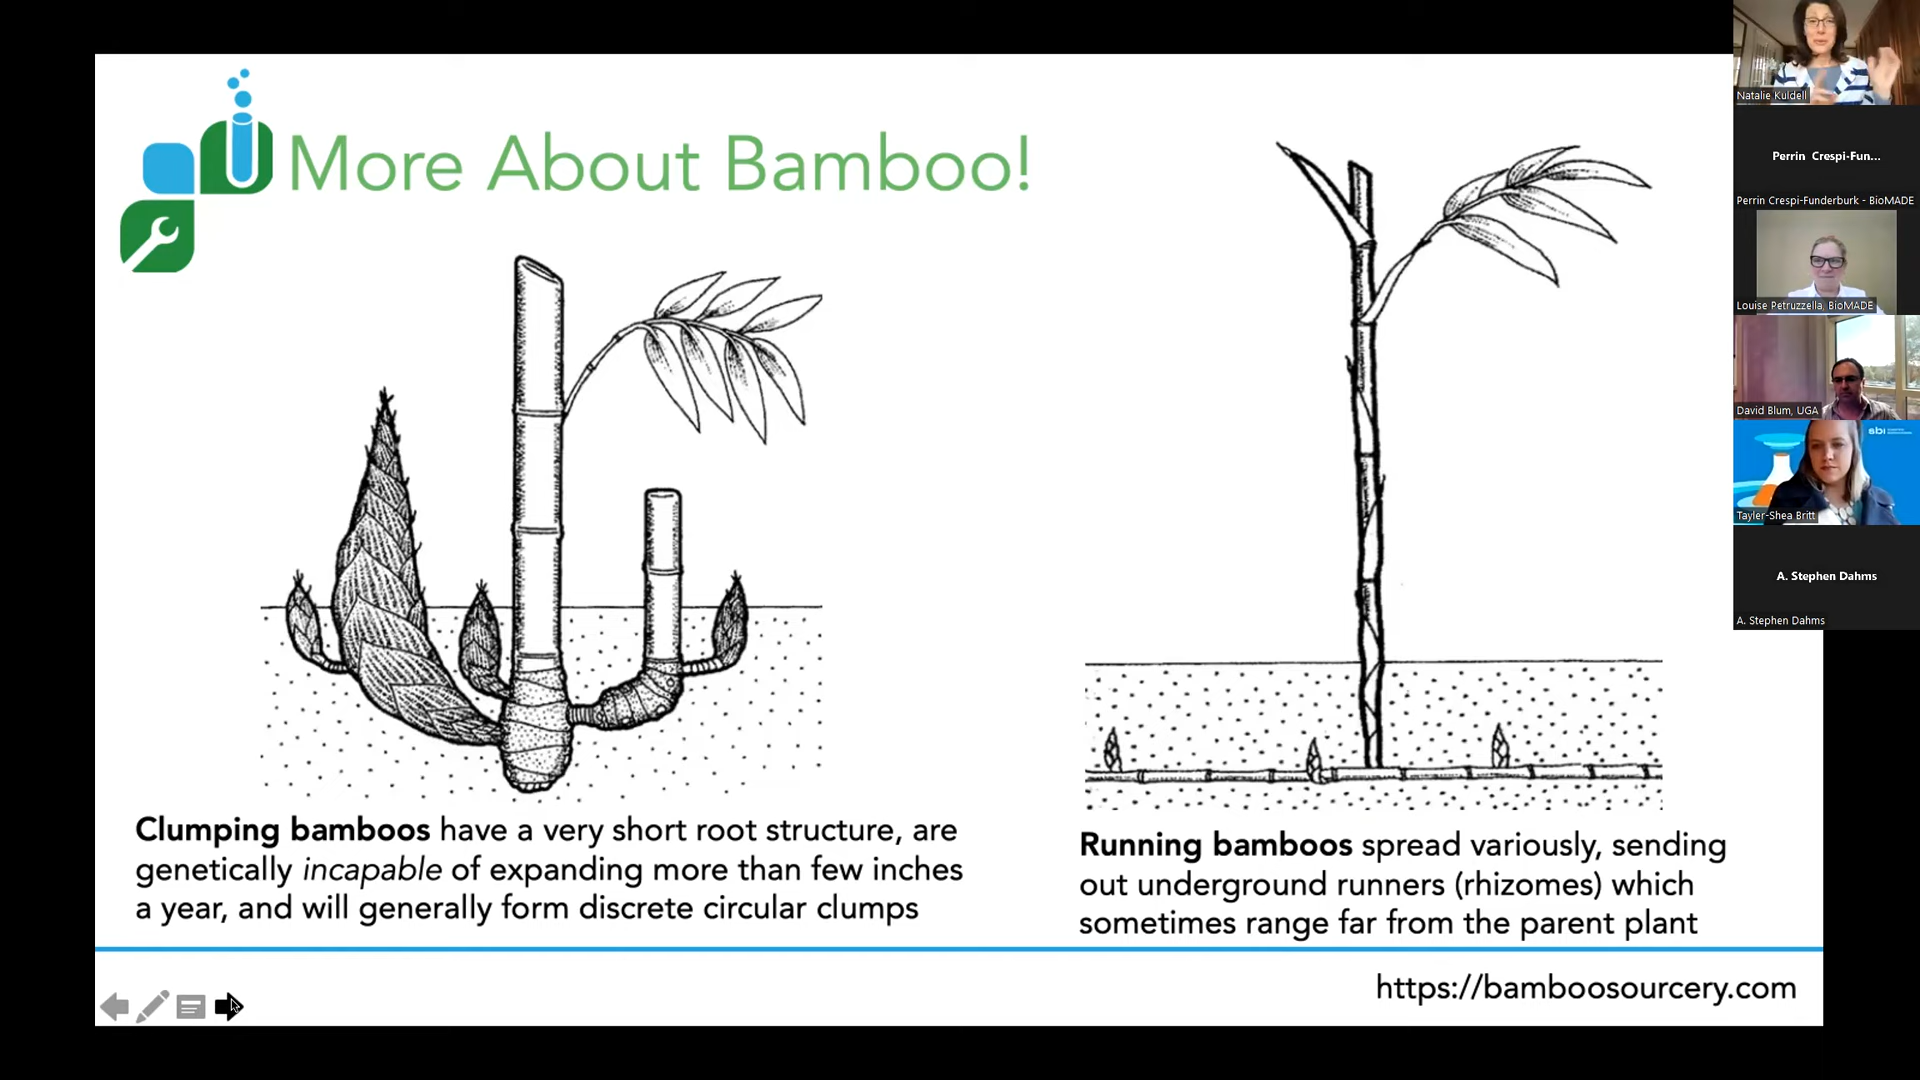 More About Bamboo!
Clumping bamboos have a very short root structure, are
genetically incapable of expanding more than few inches
a year, and will generally form discrete circular clumps
Running bamboos spread variously, sending
out underground runners (rhizomes) which
sometimes range far from the parent plant
https://bamboosourcery.com
Natalie Kuldell
Perrin Crespi-Fun...
Perrin Crespi-Funderburk - BioMADE
Louise Petruzzella, BioMADE
David Blum, UGA
sbi
Tayler-Shea Britt
A. Stephen Dahms
A. Stephen Dahms